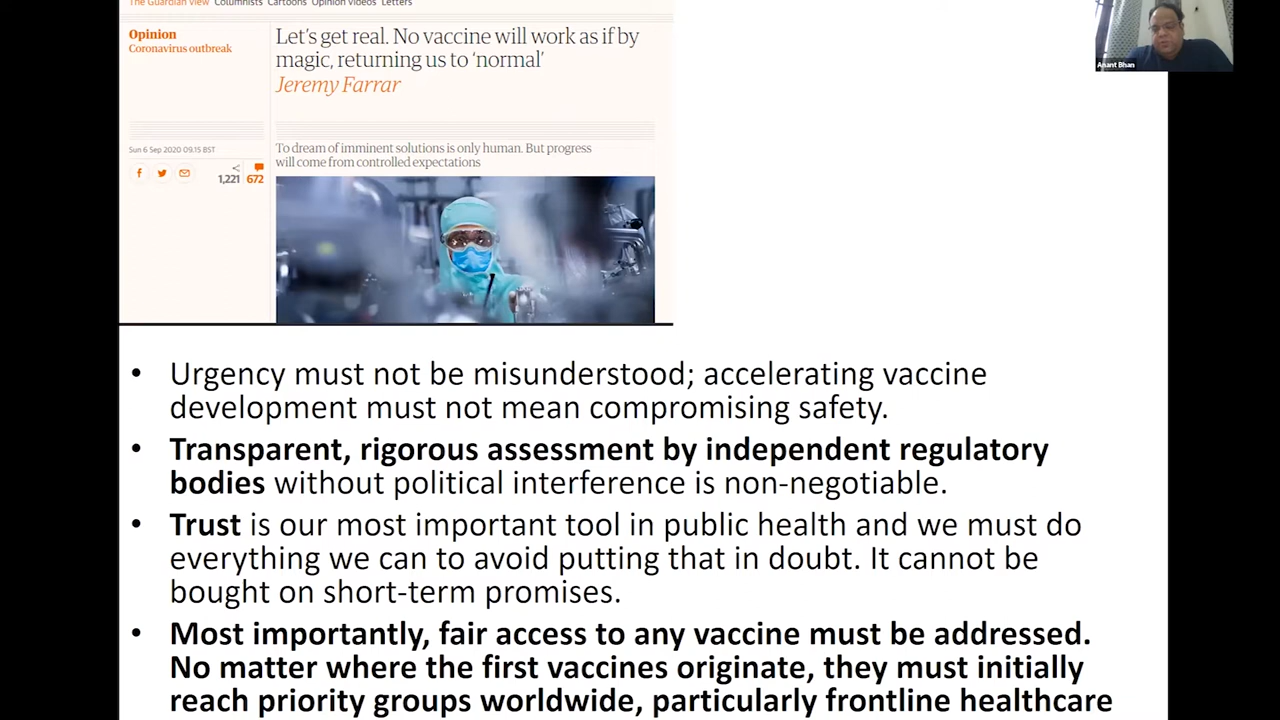 The Guardian view Columnists Cartoons Opinion videos Letters
Opinion
Coronavirus outbreak
Let's get real. No vaccine will work as if by
magic, returning us to 'normal'
Jeremy Farrar
Sun 6 Sep 2020 09.15 BST
1,221 672
To dream of imminent solutions is only human. But progress
will come from controlled expectations
Anant Bhan
• Urgency must not be misunderstood; accelerating vaccine
development must not mean compromising safety.
• Transparent, rigorous assessment by independent regulatory
bodies without political interference is non-negotiable.
• Trust is our most important tool in public health and we must do
everything we can to avoid putting that in doubt. It cannot be
bought on short-term promises.
• Most importantly, fair access to any vaccine must be addressed.
No matter where the first vaccines originate, they must initially
reach priority groups worldwide, particularly frontline healthcare